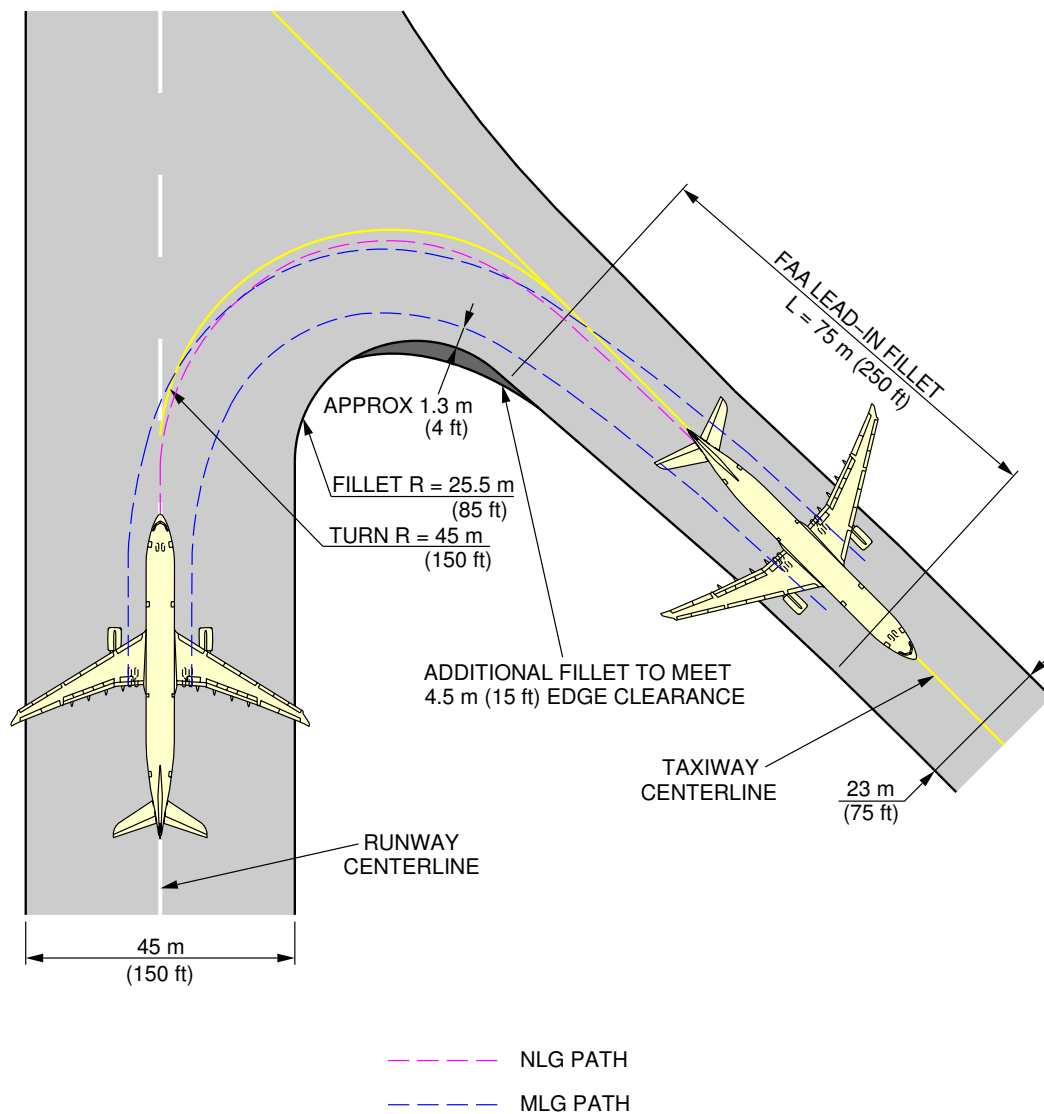 FAA LEAD-IN FILLET
L = 75 m (250 ft)
APPROX 1.3 m
(4 ft)
FILLET R = 25.5 m
(85 ft)
TURN R = 45 m
(150 ft)
ADDITIONAL FILLET TO MEET
4.5 m (15 ft) EDGE CLEARANCE
TAXIWAY
CENTERLINE
23 m
(75 ft)
RUNWAY
CENTERLINE
45 m
(150 ft)
NLG PATH
MLG PATH